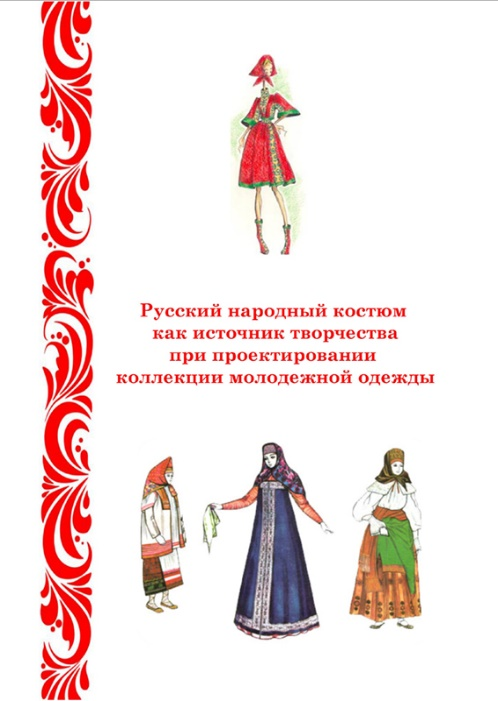 Русский народный костюм
как источник творчества
при проектировании
коллекции молодежной одежды